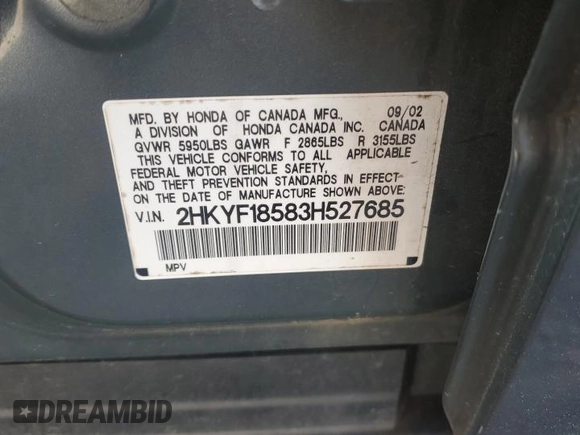 MFD. BY HONDA OF CANADA MFG., 09/02
A DIVISION OF HONDA CANADA INC. CANADA
GVWR 5950LBS GAWR F 2865LBS R 3155LBS
THIS VEHICLE CONFORMS TO ALL APPLICABLE
FEDERAL MOTOR VEHICLE SAFETY,
AND THEFT PREVENTION STANDARDS IN EFFECT
ON THE DATE OF MANUFACTURE SHOWN ABOVE:
V.I.N. 2HKYF18583H527685
MPV
DREAMBID